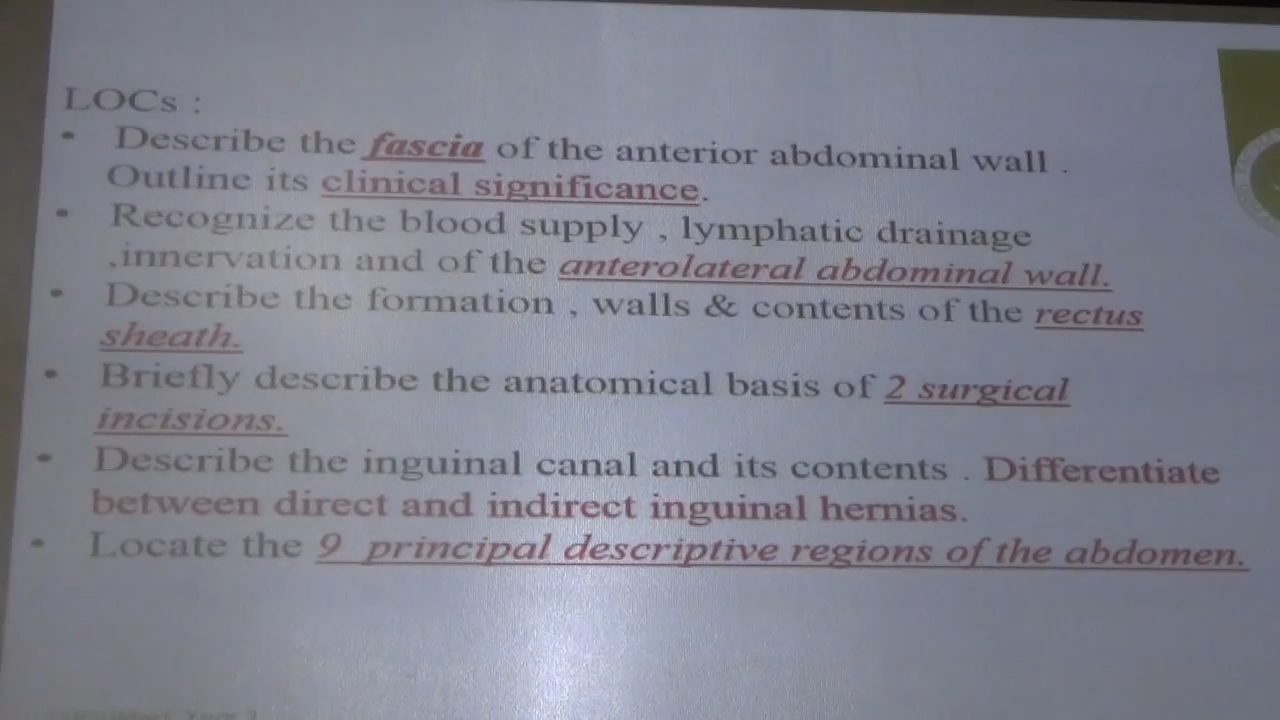 LOCs :
• Describe the fascia of the anterior abdominal wall .
Outline its clinical significance.
• Recognize the blood supply , lymphatic drainage
,innervation and of the anterolateral abdominal wall.
• Describe the formation , walls & contents of the rectus
sheath.
• Briefly describe the anatomical basis of 2 surgical
incisions.
• Describe the inguinal canal and its contents . Differentiate
between direct and indirect inguinal hernias.
• Locate the 9 principal descriptive regions of the abdomen.